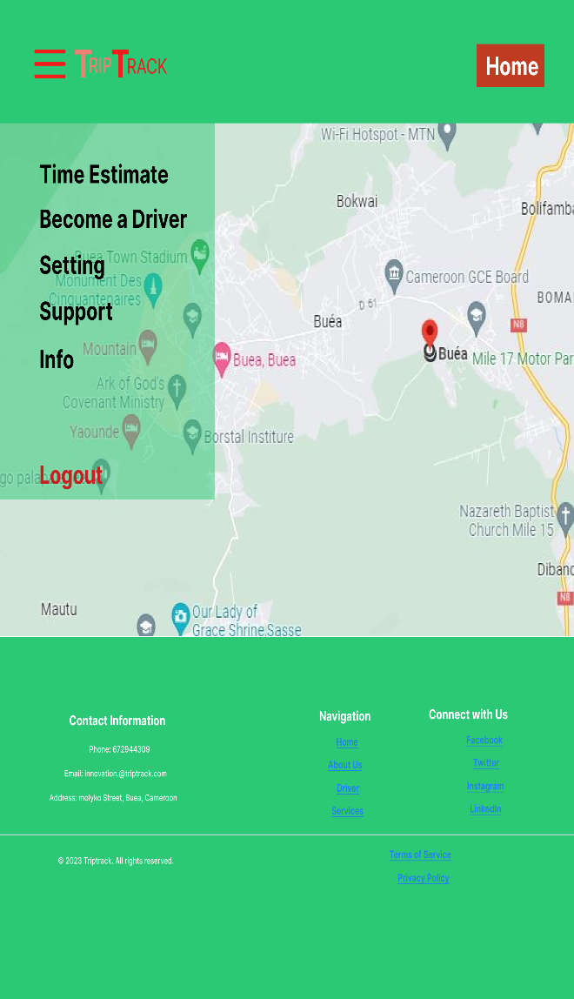 TRIPTRACK
Home
Time Estimate
Become a Driver
Setting
Support
Info
Logout
Wi-Fi Hotspot - MTN
Bokwai
Bolifamba
Buea Town Stadium
Cameroon GCE Board
Monument Des
Cinquantenaires
D 51
BOMA
Buéa
N8
Mountain
Buea, Buea
Buéa
Mile 17 Motor Par
Ark of God's
Covenant Ministry
Yaounde
Borstal Institure
go palap
Nazareth Baptist
Church Mile 15
Diban
N8
Mautu
Our Lady of
Grace Shrine.Sasse
Contact Information
Phone: 672944309
Email: innovation.@triptrack.com
Address: molyko Street, Buea, Cameroon
Navigation
Home
About Us
Driver
Services
Connect with Us
Facebook
Twitter
Instagram
LinkedIn
© 2023 Triptrack. All rights reserved.
Terms of Service
Privacy Policy